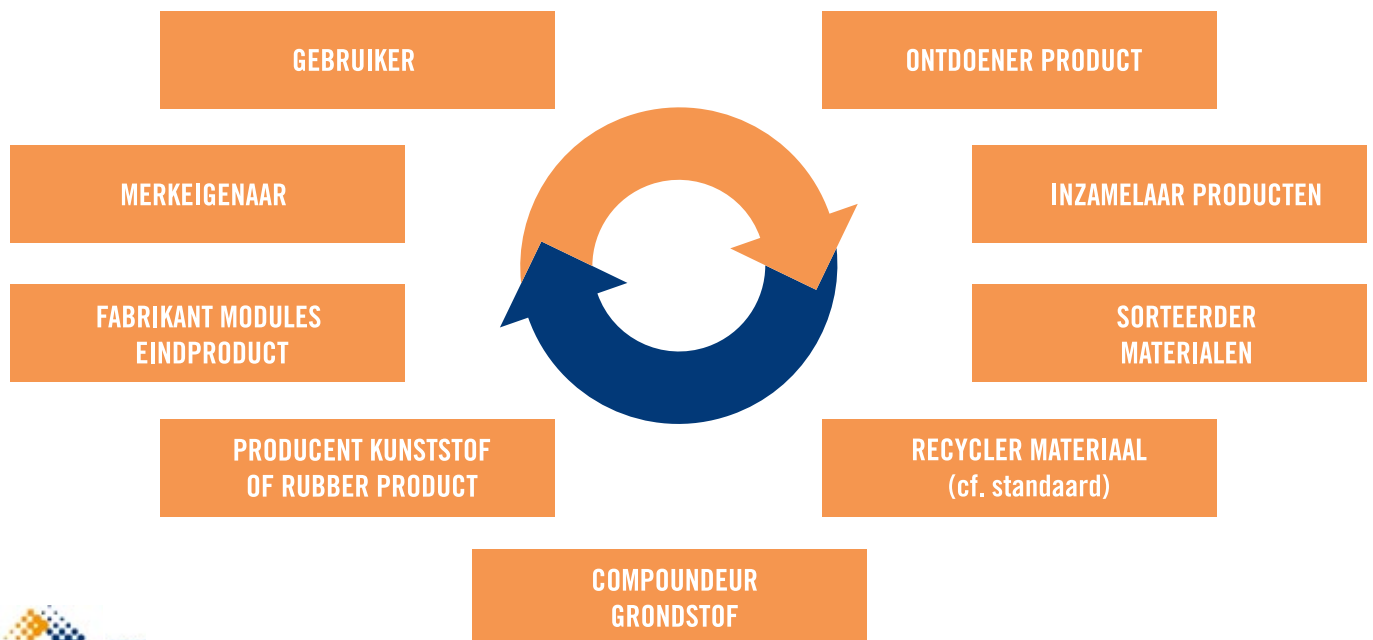 GEBRUIKER
ONTDOENER PRODUCT
MERKEIGENAAR
INZAMELAAR PRODUCTEN
FABRIKANT MODULES
EINDPRODUCT
SORTEERDER
MATERIALEN
PRODUCENT KUNSTSTOF
OF RUBBER PRODUCT
RECYCLER MATERIAAL
(cf. standaard)
COMPOUNDEUR
GRONDSTOF